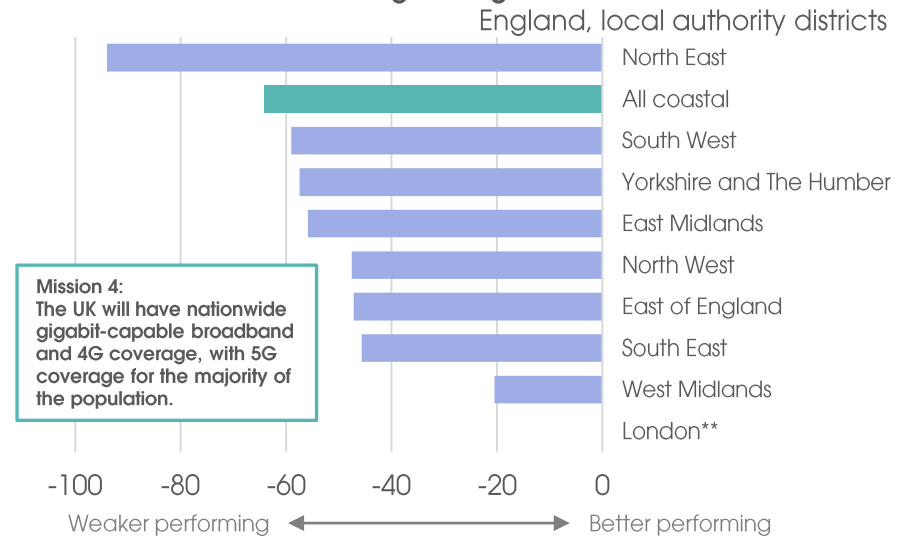 England, local authority districts
North East
All coastal
South West
Yorkshire and The Humber
East Midlands
North West
East of England
South East
West Midlands
London**
Mission 4:
The UK will have nationwide
gigabit-capable broadband
and 4G coverage, with 5G
coverage for the majority of
the population.
-100 -80 -60 -40 -20 0
Weaker performing Better performing